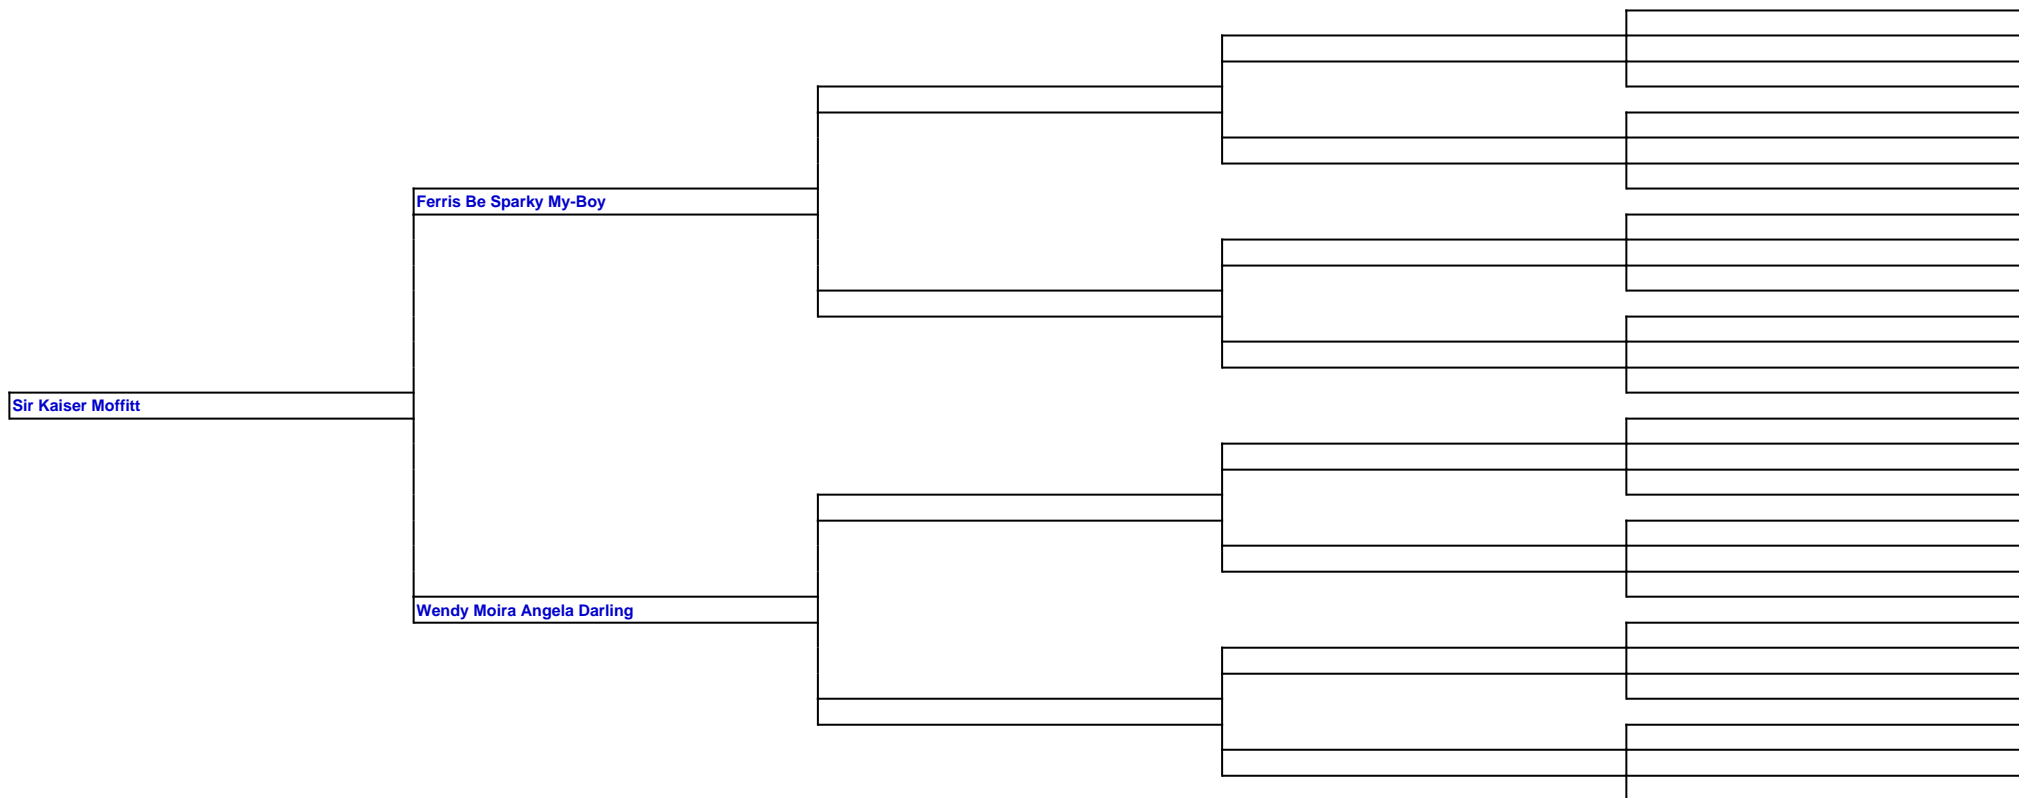 Ferris Be Sparky My-Boy
Sir Kaiser Moffitt
Wendy Moira Angela Darling